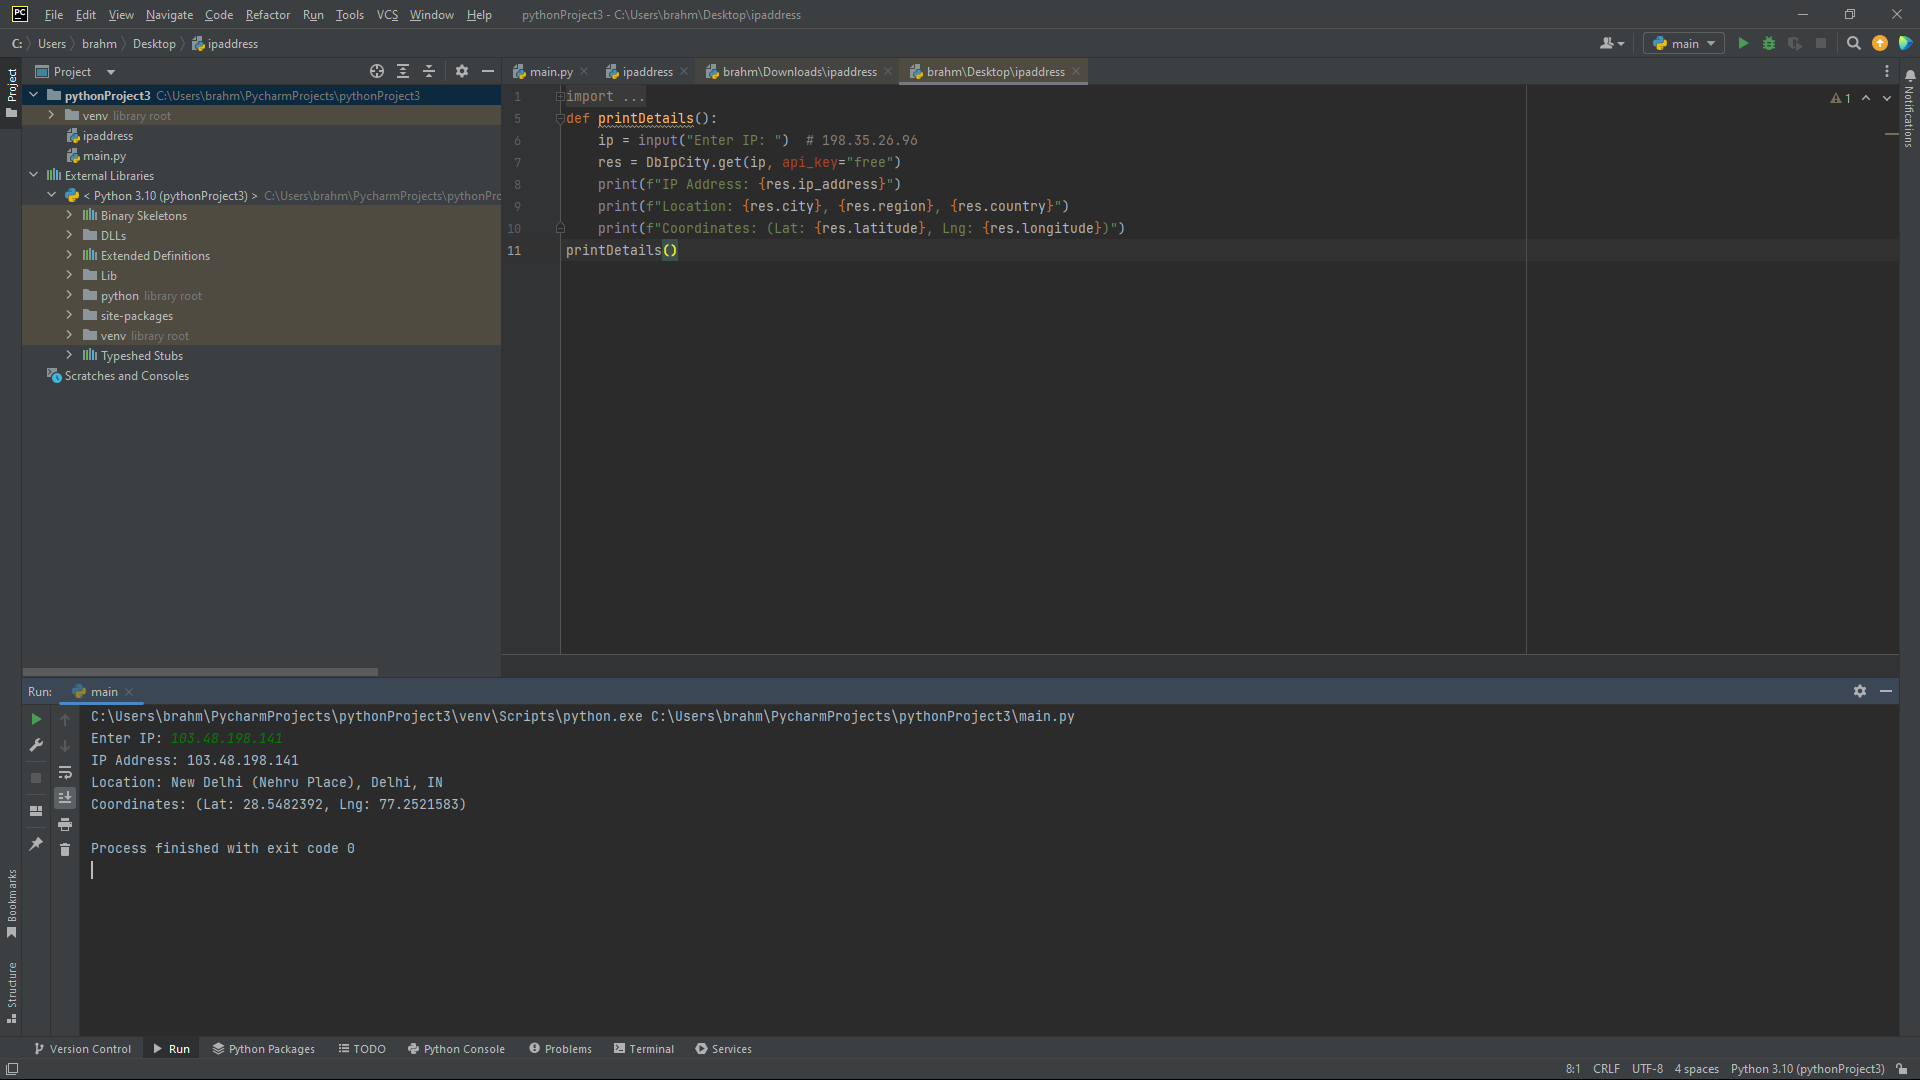 PC File Edit View Navigate Code Refactor Run Tools VCS Window Help pythonProject3 - C:\Users\brahm\Desktop\ipaddress
C: Users brahm Desktop ipaddress main
Project
Project
main.py ipaddress brahm\Downloads\ipaddress brahm\Desktop\ipaddress
Notifications
pythonProject3 C:\Users\brahm\PycharmProjects\pythonProject3
venv library root
ipaddress
main.py
External Libraries
< Python 3.10 (pythonProject3) > C:\Users\brahm\PycharmProjects\pythonPro
Binary Skeletons
DLLs
Extended Definitions
Lib
python library root
site-packages
venv library root
Typeshed Stubs
Scratches and Consoles
1 import ... 1
5 def printDetails():
6 ip = input("Enter IP: ") # 198.35.26.96
7 res = DbIpCity.get(ip, api_key="free")
8 print(f"IP Address: {res.ip_address}")
9 print(f"Location: {res.city}, {res.region}, {res.country}")
10 print(f"Coordinates: (Lat: {res.latitude}, Lng: {res.longitude})")
11 printDetails()
Run: main
C:\Users\brahm\PycharmProjects\pythonProject3\venv\Scripts\python.exe C:\Users\brahm\PycharmProjects\pythonProject3\main.py
Enter IP: 103.48.198.141
IP Address: 103.48.198.141
Location: New Delhi (Nehru Place), Delhi, IN
Coordinates: (Lat: 28.5482392, Lng: 77.2521583)
Process finished with exit code 0
Bookmarks
Structure
Version Control Run Python Packages TODO Python Console Problems Terminal Services
8:1 CRLF UTF-8 4 spaces Python 3.10 (pythonProject3)